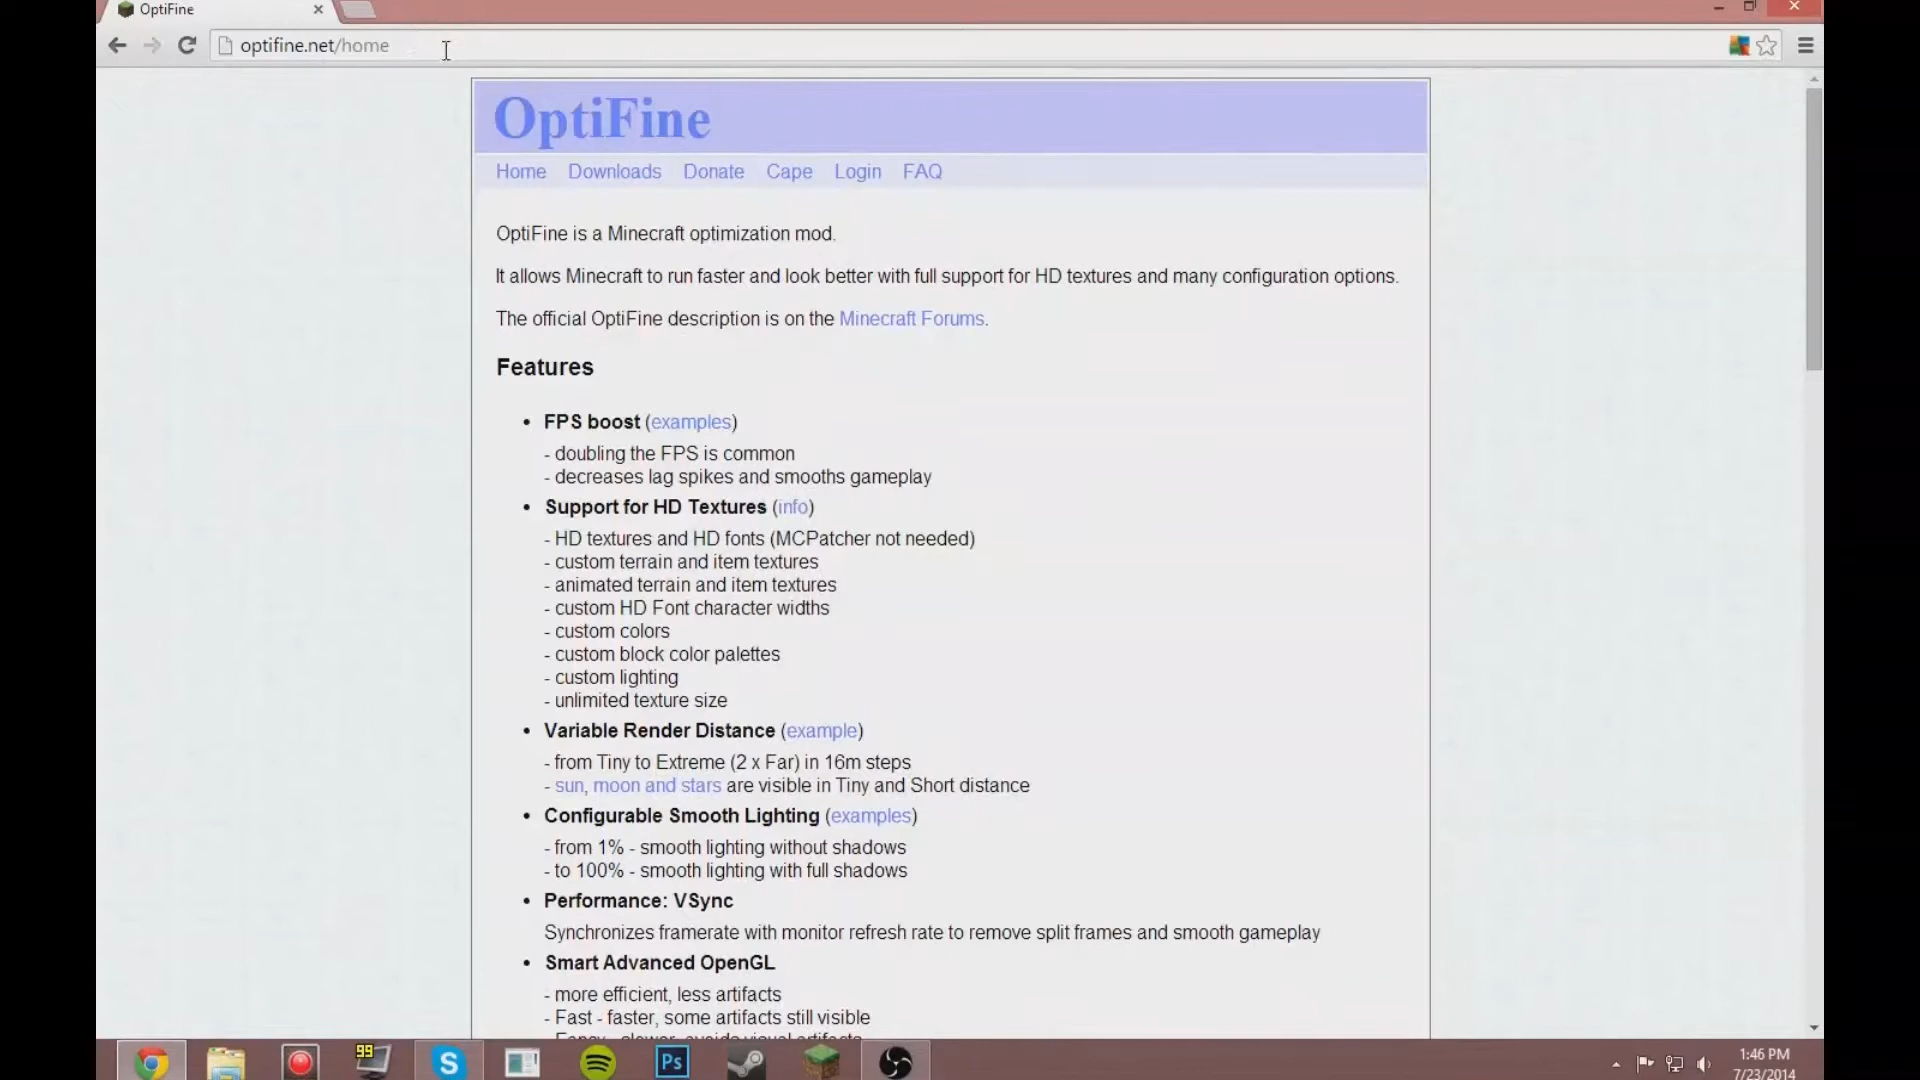 OptiFine
optifine.net/home
OptiFine
Home Downloads Donate Cape Login FAQ
OptiFine is a Minecraft optimization mod.
It allows Minecraft to run faster and look better with full support for HD textures and many configuration options.
The official OptiFine description is on the Minecraft Forums.
Features
• FPS boost (examples)
- doubling the FPS is common
- decreases lag spikes and smooths gameplay
• Support for HD Textures (info)
- HD textures and HD fonts (MCPatcher not needed)
- custom terrain and item textures
- animated terrain and item textures
- custom HD Font character widths
- custom colors
- custom block color palettes
- custom lighting
- unlimited texture size
• Variable Render Distance (example)
- from Tiny to Extreme (2 x Far) in 16m steps
- sun, moon and stars are visible in Tiny and Short distance
• Configurable Smooth Lighting (examples)
- from 1% - smooth lighting without shadows
- to 100% - smooth lighting with full shadows
• Performance: VSync
Synchronizes framerate with monitor refresh rate to remove split frames and smooth gameplay
• Smart Advanced OpenGL
- more efficient, less artifacts
- Fast - faster, some artifacts still visible
99
S
Ps
1:46 PM
7/23/2014